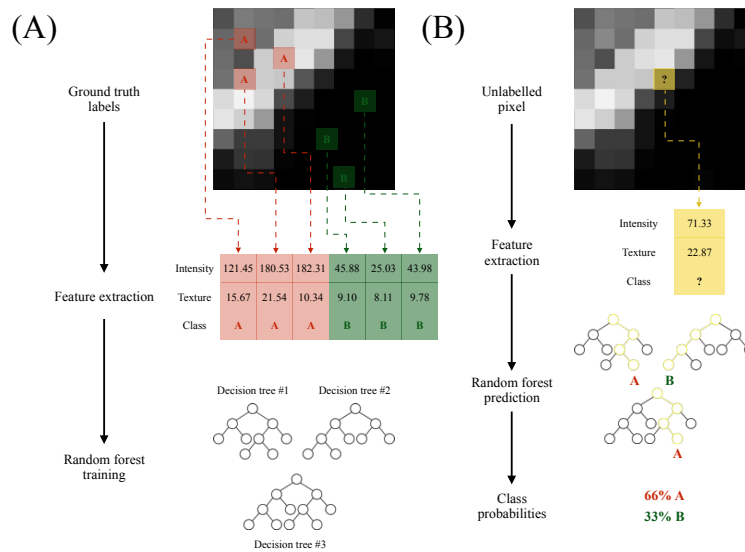 (A)
A
A
A
B
B
B
Ground truth
labels
Feature extraction
Random forest
training
Intensity 121.45 180.53 182.31 45.88 25.03 43.98
Texture 15.67 21.54 10.34 9.10 8.11 9.78
Class A A A B B B
Decision tree #1 Decision tree #2
Decision tree #3
(B)
?
Unlabelled
pixel
Feature
extraction
Random forest
prediction
Class
probabilities
Intensity 71.33
Texture 22.87
Class ?
A B
A
66% A
33% B